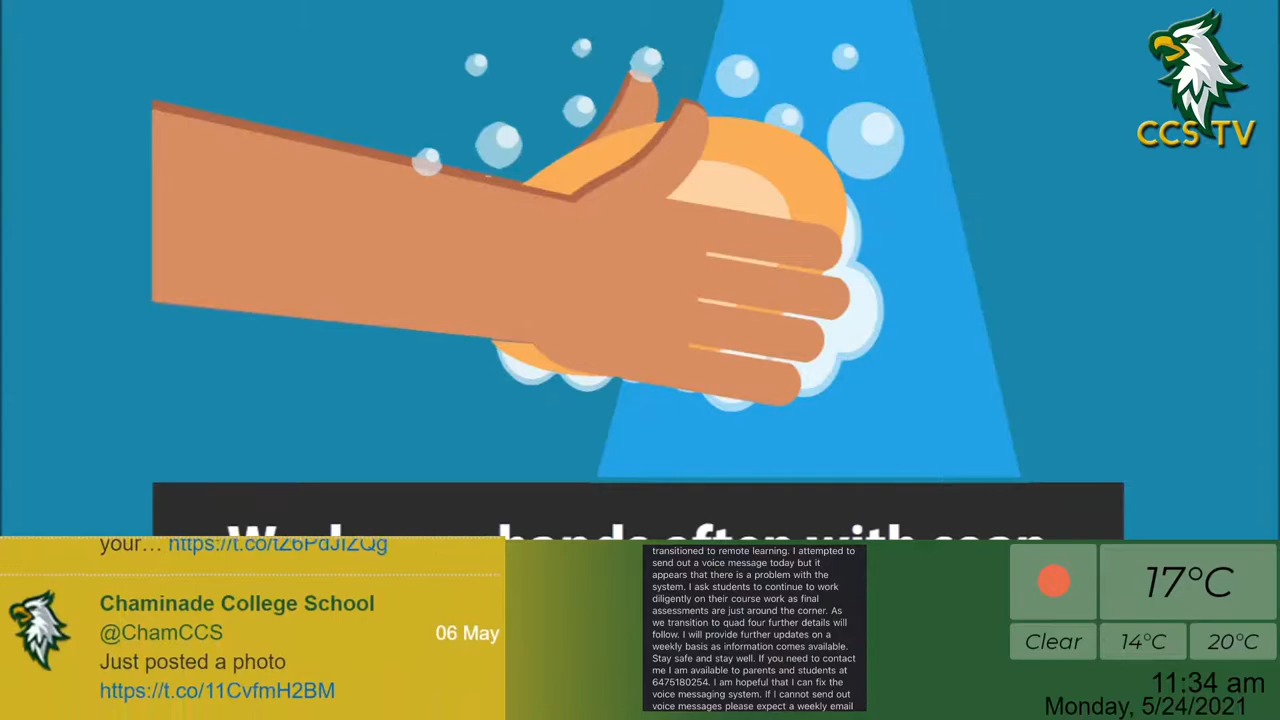 CCS TV
hands often with soap
your… https://t.co/tZ6PdJIZQg
Chaminade College School
@ChamCCS
06 May
Just posted a photo
https://t.co/11CvfmH2BM
transitioned to remote learning. I attempted to
send out a voice message today but it
appears that there is a problem with the
system. I ask students to continue to work
diligently on their course work as final
assessments are just around the corner. As
we transition to quad four further details will
follow. I will provide further updates on a
weekly basis as information comes available.
Stay safe and stay well. If you need to contact
me I am available to parents and students at
6475180254. I am hopeful that I can fix the
voice messaging system. If I cannot send out
voice messages please expect a weekly email
17°C
Clear
14°C
20°C
11:34 am
Monday, 5/24/2021